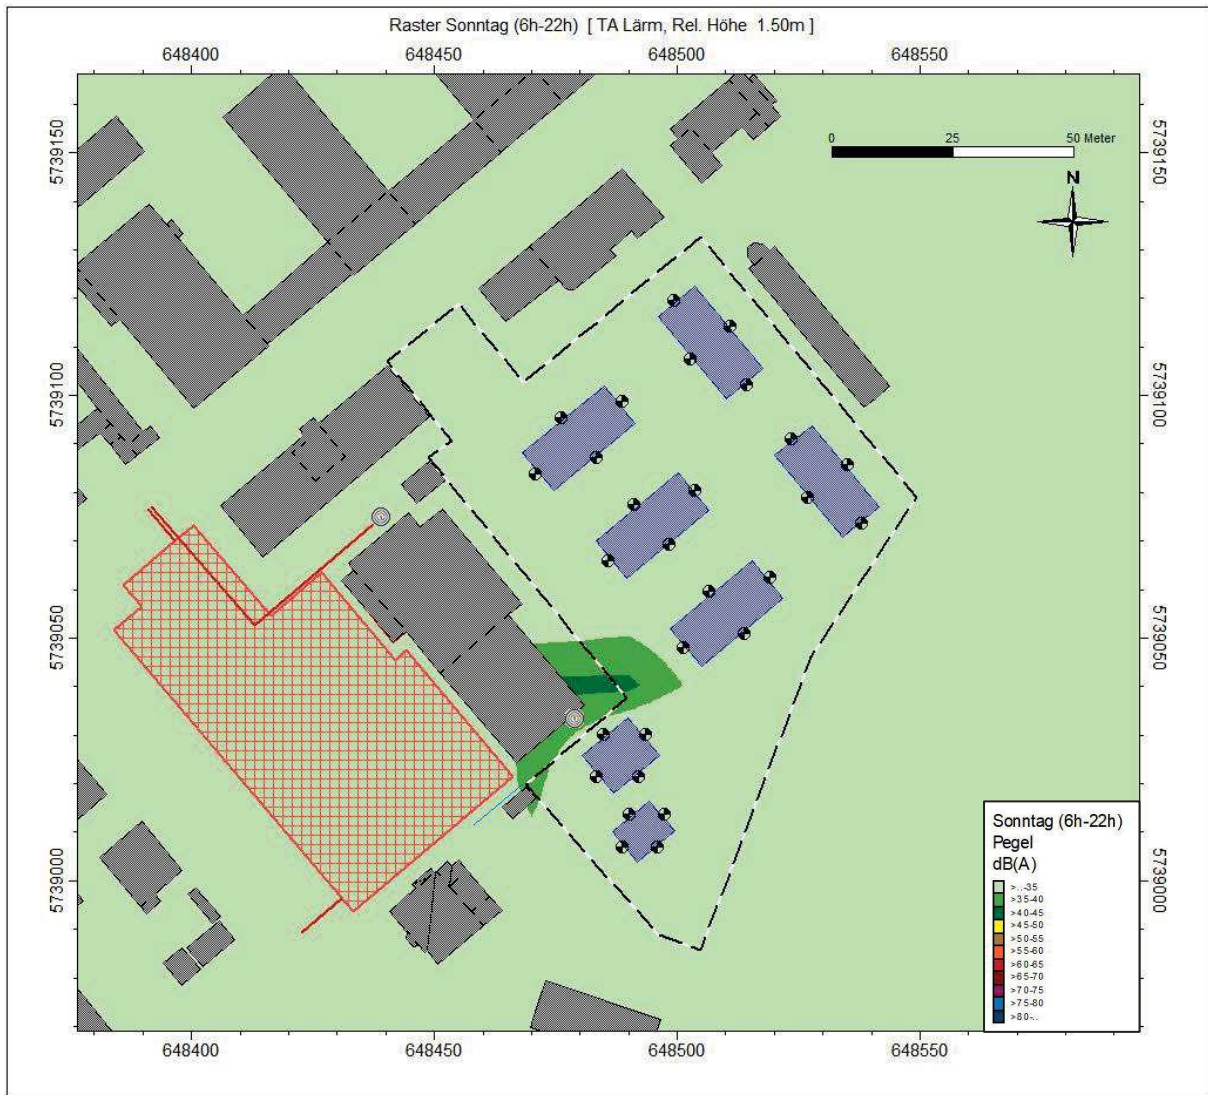 Raster Sonntag (6h-22h) [ TA Lärm, Rel. Höhe 1.50m ]
648400 648450 648500 648550
5739150
5739100
5739050
5739000
0 25 50 Meter
N
5739150
5739100
5739050
5739000
Sonntag (6h-22h)
Pegel
dB(A)
>..-35
>35-40
>40-45
>45-50
>50-55
>55-60
>60-65
>65-70
>70-75
>75-80
>80-..
648400 648450 648500 648550